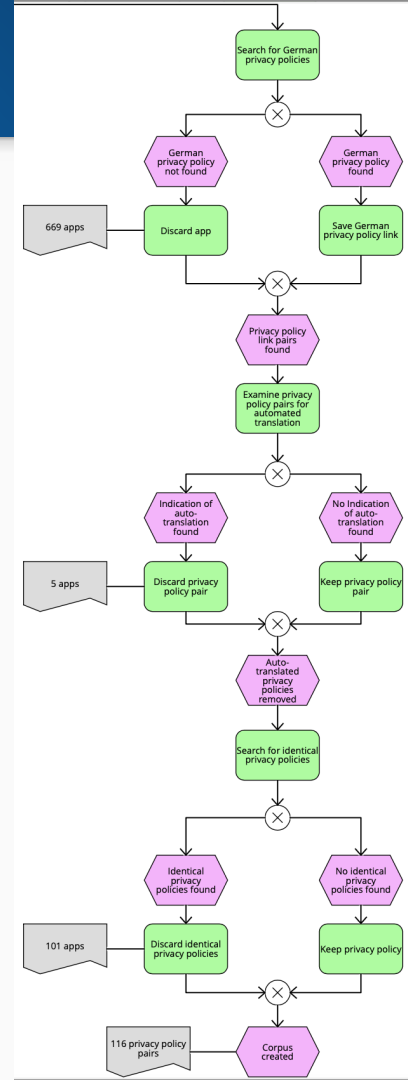 Search for German
privacy policies
German
privacy policy
not found
German
privacy policy
found
669 apps
Discard app
Save German
privacy policy link
Privacy policy
link pairs
found
Examine privacy
policy pairs for
automated
translation
Indication of
auto-
translation
found
No Indication
of auto-
translation
found
5 apps
Discard privacy
policy pair
Keep privacy policy
pair
Auto-
translated
privacy
policies
removed
Search for identical
privacy policies
Identical
privacy
policies found
No identical
privacy
policies found
101 apps
Discard identical
privacy policies
Keep privacy policy
116 privacy policy
pairs
Corpus
created